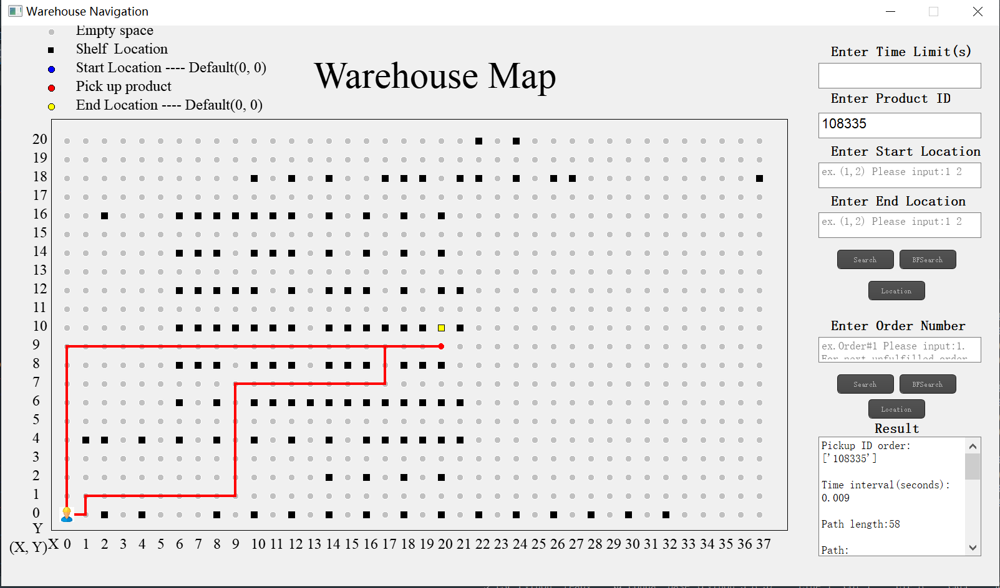 Warehouse Navigation
Empty space
Shelf Location
Start Location ---- Default(0, 0)
Pick up product
End Location ---- Default(0, 0)
Warehouse Map
20
19
18
17
16
15
14
13
12
11
10
9
8
7
6
5
4
3
2
1
0
Y
(X, Y)X 0 1 2 3 4 5 6 7 8 9 10 11 12 13 14 15 16 17 18 19 20 21 22 23 24 25 26 27 28 29 30 31 32 33 34 35 36 37
Enter Time Limit(s)
Enter Product ID
108335
Enter Start Location
ex.(1,2) Please input:1 2
Enter End Location
ex.(1,2) Please input:1 2
Search BFSearch
Location
Enter Order Number
ex.Order#1 Please input:1.
For next unfulfilled order
Search BFSearch
Location
Result
Pickup ID order:
['108335']
Time interval(seconds):
0.009
Path length:58
Path: